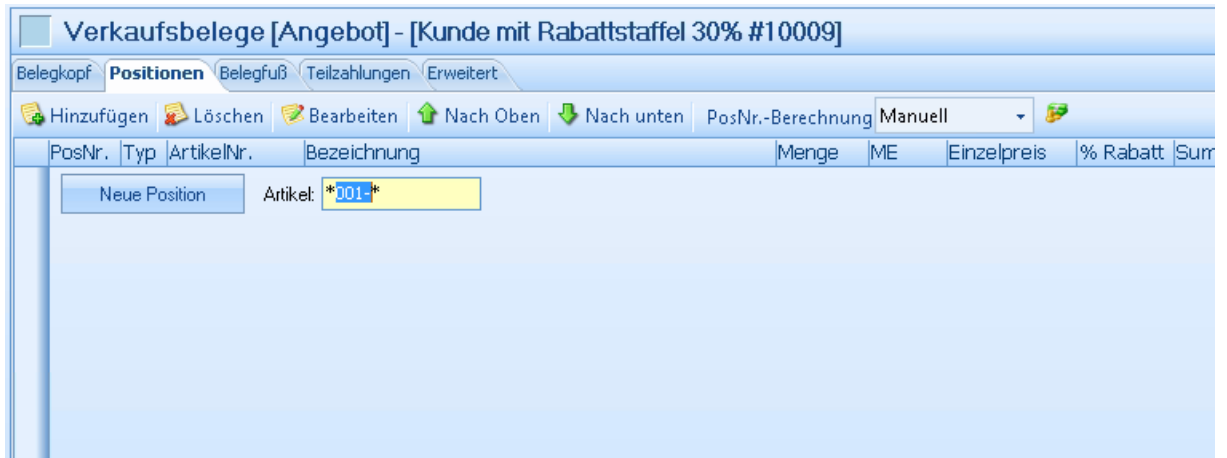 Verkaufsbelege [Angebot] - [Kunde mit Rabattstaffel 30% #10009]
Belegkopf Positionen Belegfuß Teilzahlungen Erweitert
Hinzufügen Löschen Bearbeiten Nach Oben Nach unten PosNr.-Berechnung Manuell
PosNr. Typ ArtikelNr. Bezeichnung Menge ME Einzelpreis % Rabatt Sum
Neue Position Artikel: *001-*